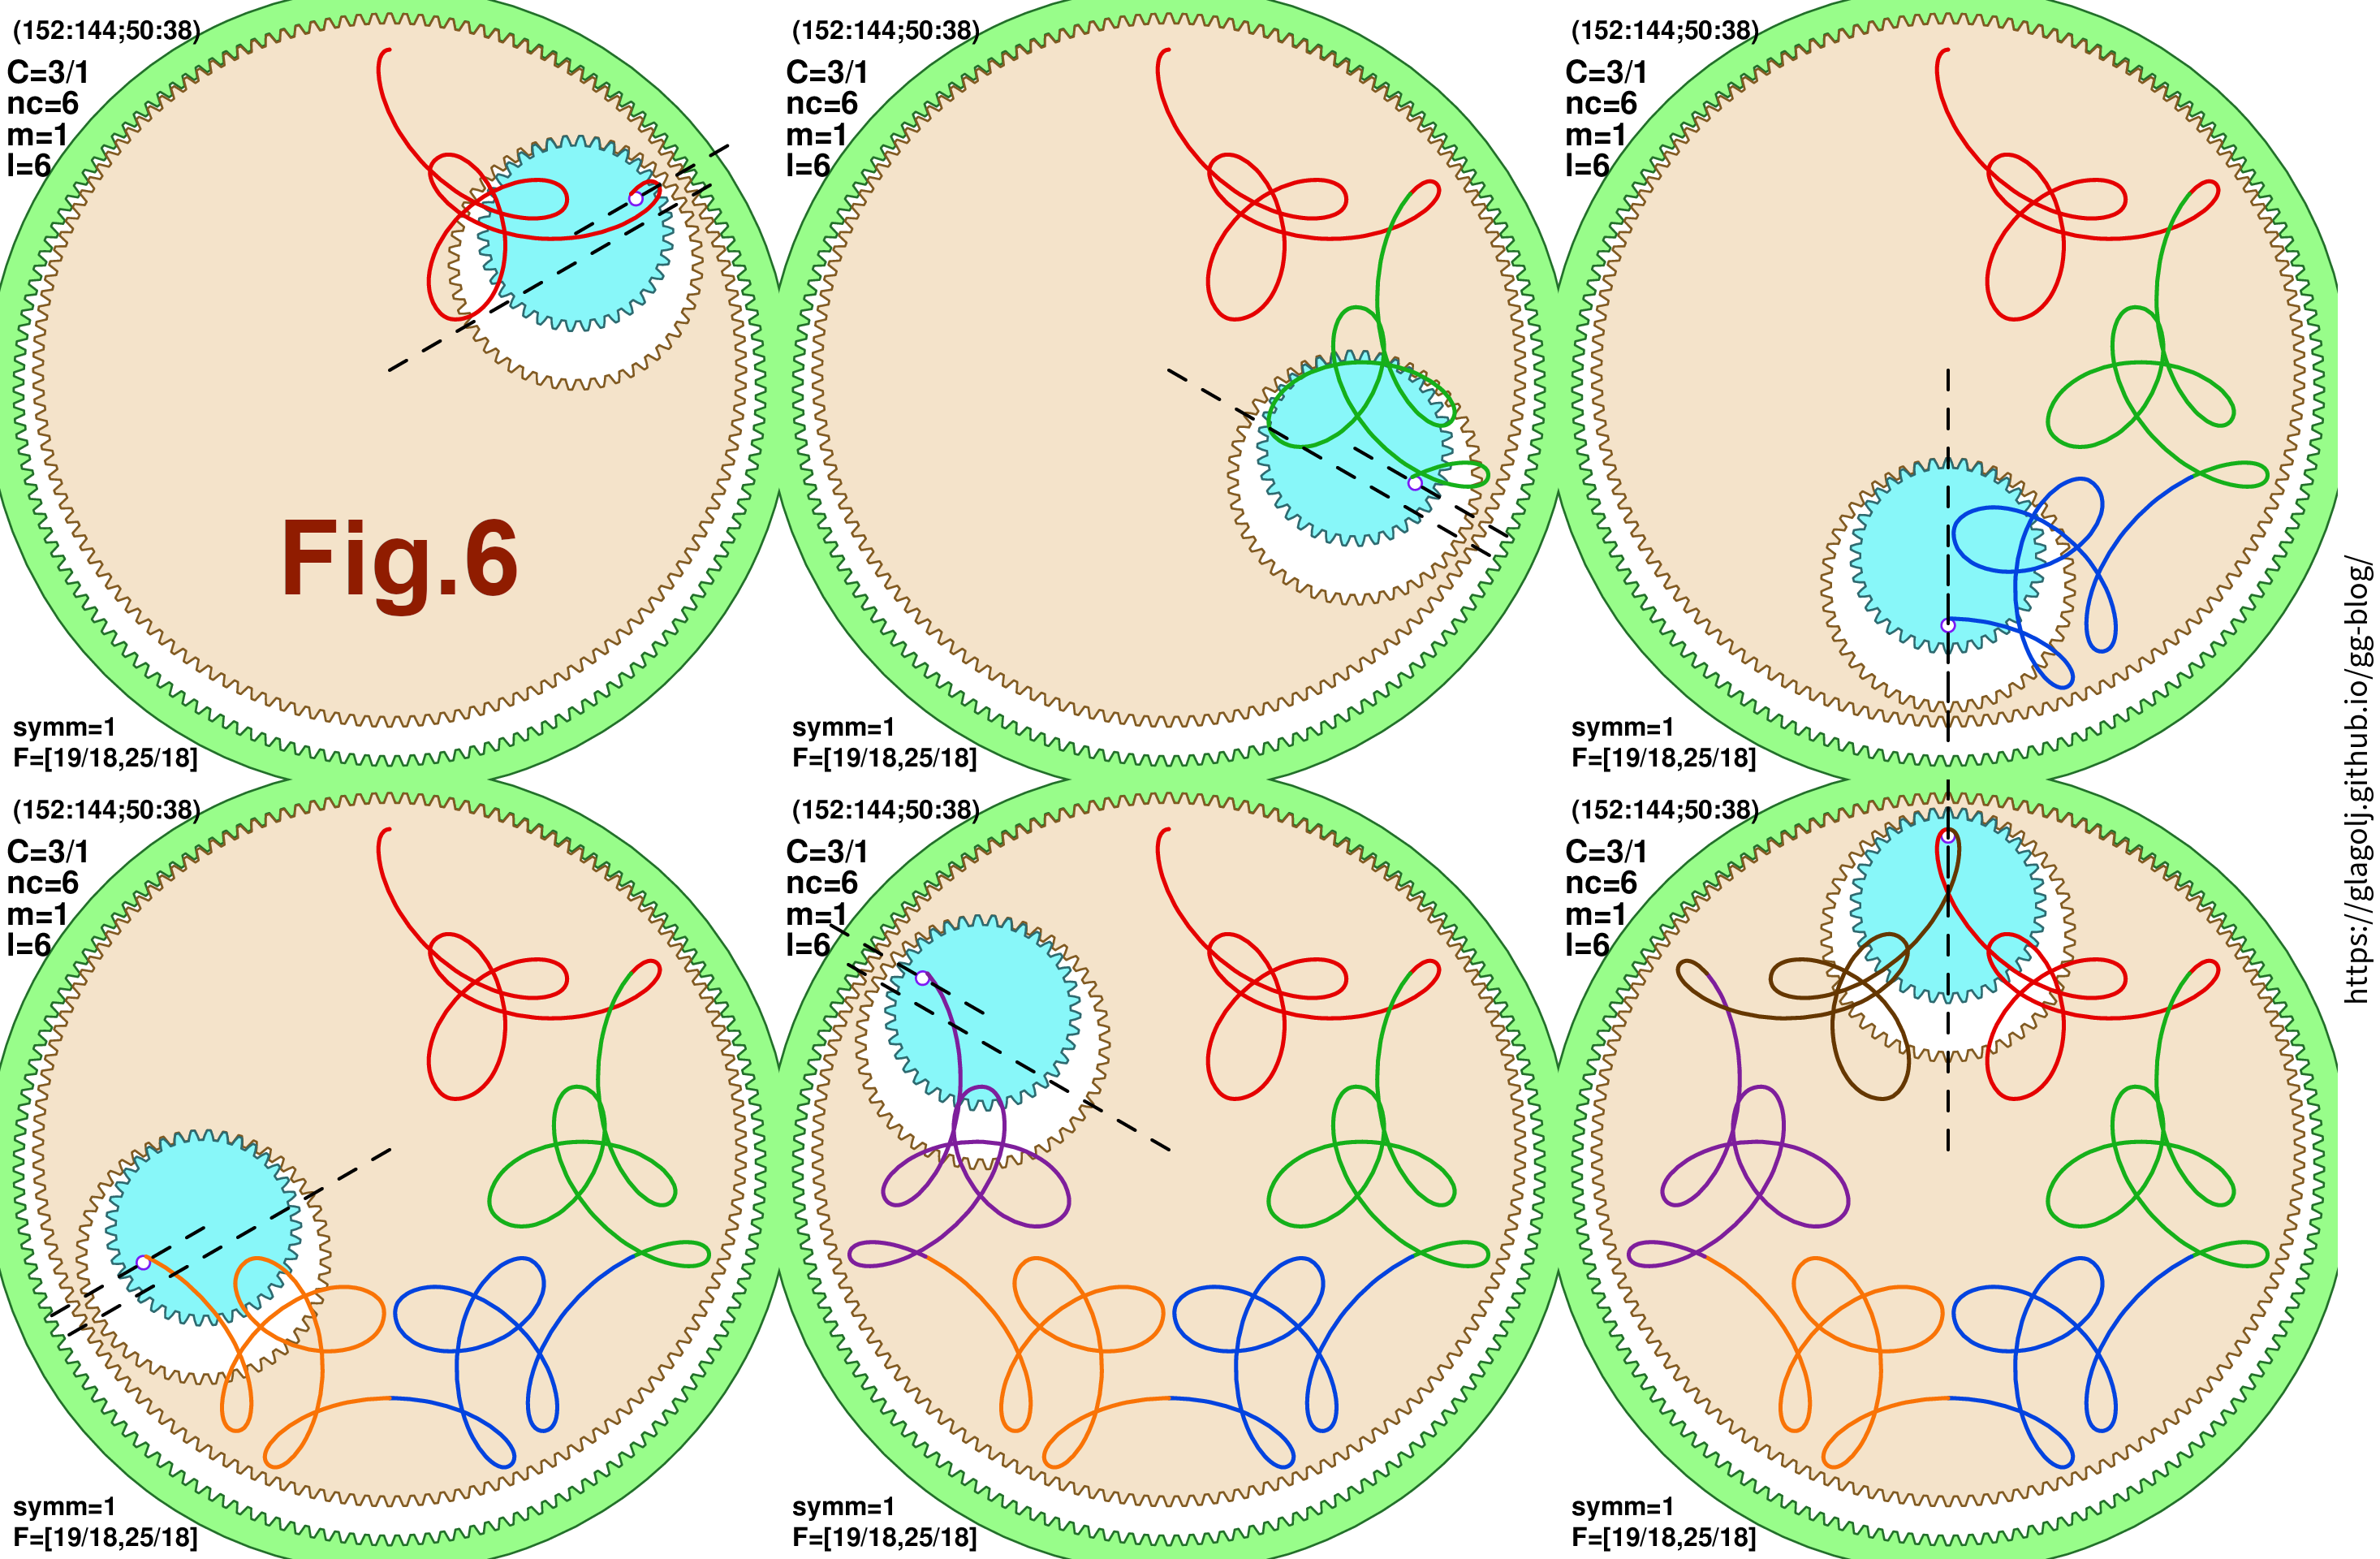 (152:144;50:38)
C=3/1
nc=6
m=1
l=6
Fig.6
symm=1
F=[19/18,25/18]
(152:144;50:38)
C=3/1
nc=6
m=1
l=6
symm=1
F=[19/18,25/18]
(152:144;50:38)
C=3/1
nc=6
m=1
l=6
symm=1
F=[19/18,25/18]
(152:144;50:38)
C=3/1
nc=6
m=1
l=6
symm=1
F=[19/18,25/18]
(152:144;50:38)
C=3/1
nc=6
m=1
l=6
symm=1
F=[19/18,25/18]
(152:144;50:38)
C=3/1
nc=6
m=1
l=6
symm=1
F=[19/18,25/18]
https://glagolj.github.io/gg-blog/